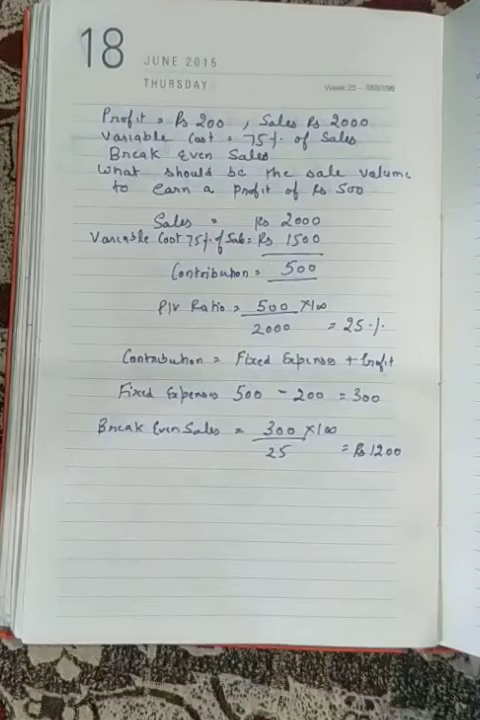 18 JUNE 2015
THURSDAY
Week 25 –
Profit = Rs 200, Sales Rs 2000
Variable Cost = 75% of Sales
Break Even Sales
What should be the sale volume
to earn a profit of Rs 500
Sales = Rs 2000
Variable Cost 75% of Sale = Rs 1500
Contribution = 500
P/V Ratio = 500 × 100
2000 = 25%
Contribution = Fixed Expenses + Profit
Fixed Expenses 500 - 200 = 300
Break Even Sales = 300 × 100
25 = Rs 1200